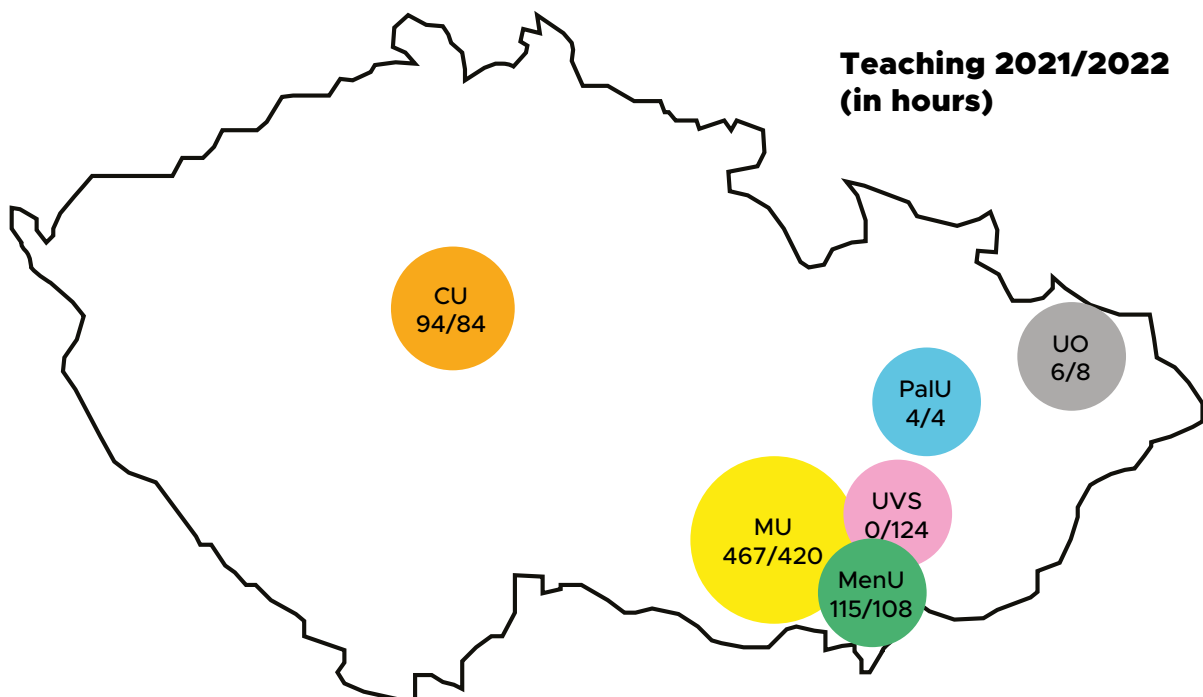 Teaching 2021/2022
(in hours)
CU
94/84
UO
6/8
PalU
4/4
UVS
0/124
MU
467/420
MenU
115/108